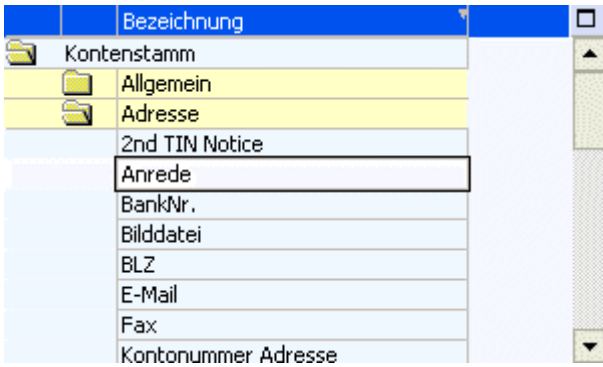 Bezeichnung
Kontenstamm
Allgemein
Adresse
2nd TIN Notice
Anrede
BankNr.
Bilddatei
BLZ
E-Mail
Fax
Kontonummer Adresse